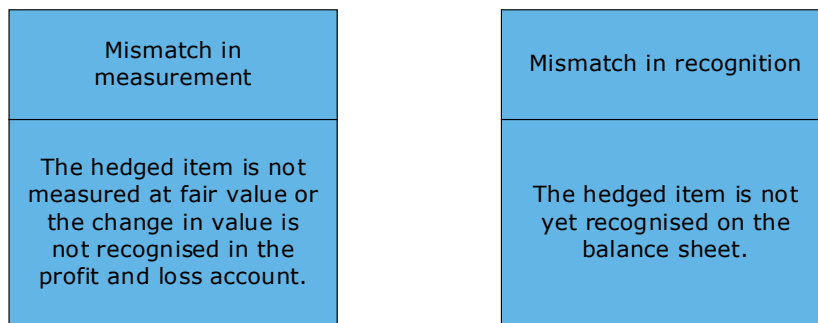 Mismatch in
measurement
The hedged item is not
measured at fair value or
the change in value is
not recognised in the
profit and loss account.
Mismatch in recognition
The hedged item is not
yet recognised on the
balance sheet.